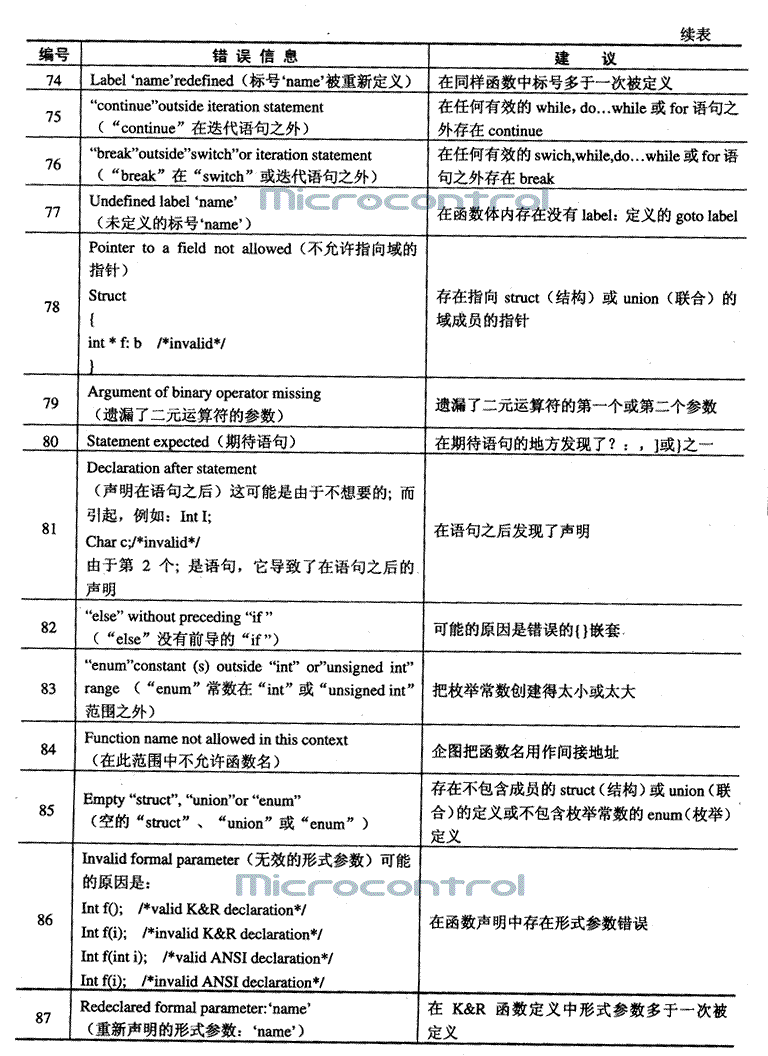 续表
编号 错误信息 建议
74 Label ‘name’redefined（标号‘name’被重新定义） 在同样函数中标号多于一次被定义
75
“continue”outside iteration statement
（“continue”在迭代语句之外）
在任何有效的 while，do…while 或 for 语句之
外存在 continue
76
“break”outside”switch”or iteration statement
（“break”在“switch”或迭代语句之外）
在任何有效的 swich,while,do…while 或 for 语
句之外存在 break
Microcontrol
77
Undefined label ‘name’
（未定义的标号‘name’）
在函数体内存在没有 label：定义的 goto label
78
Pointer to a field not allowed（不允许指向域的
指针）
Struct
{
int * f: b /*invalid*/
}
存在指向 struct（结构）或 union（联合）的
域成员的指针
79
Argument of binary operator missing
（遗漏了二元运算符的参数）
遗漏了二元运算符的第一个或第二个参数
80 Statement expected（期待语句） 在期待语句的地方发现了？：，]或}之一
81
Declaration after statement
（声明在语句之后）这可能是由于不想要的; 而
引起，例如：Int I;
Char c;/*invalid*/
由于第 2 个; 是语句，它导致了在语句之后的
声明
在语句之后发现了声明
82
“else” without preceding “if ”
（“else”没有前导的“if ”）
可能的原因是错误的{}嵌套
83
“enum”constant (s) outside “int” or”unsigned int”
range （“enum”常数在“int”或“unsigned int”
范围之外）
把枚举常数创建得太小或太大
84
Function name not allowed in this context
（在此范围中不允许函数名）
企图把函数名用作间接地址
85
Empty “struct”, “union”or “enum”
（空的“struct”、“union”或“enum”）
存在不包含成员的 struct（结构）或 union（联
合）的定义或不包含枚举常数的 enum（枚举）
定义
86
Invalid formal parameter（无效的形式参数）可能
的原因是：
Microcontrol
Int f(); /*valid K&R declaration*/
Int f(i); /*invalid K&R declaration*/
Int f(int i); /*valid ANSI declaration*/
Int f(i); /*invalid ANSI declaration*/
在函数声明中存在形式参数错误
87
Redeclared formal parameter:‘name’
（重新声明的形式参数：‘name’）
在 K&R 函数定义中形式参数多于一次被
定义